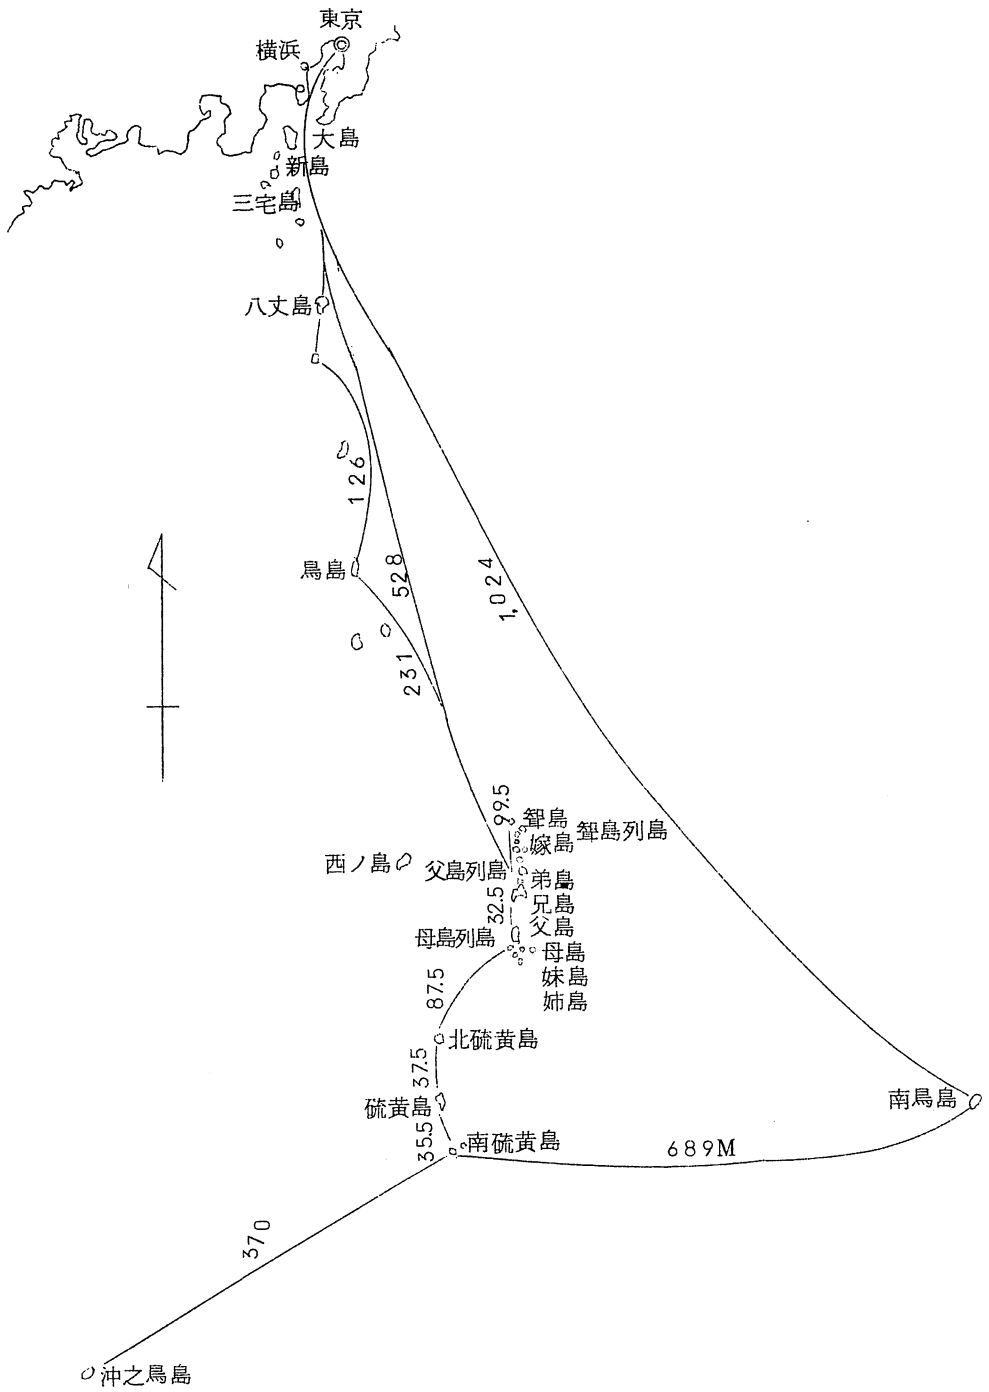 東京
横浜
大島
新島
三宅島
八丈島
126
鳥島
528
1,024
231
99.5
聟島
聟島列島
嫁島
西ノ島
父島列島
弟島
兄島
32.5
父島
母島列島
母島
妹島
姉島
87.5
北硫黄島
37.5
硫黄島
南鳥島
35.5
南硫黄島
689M
370
沖之鳥島